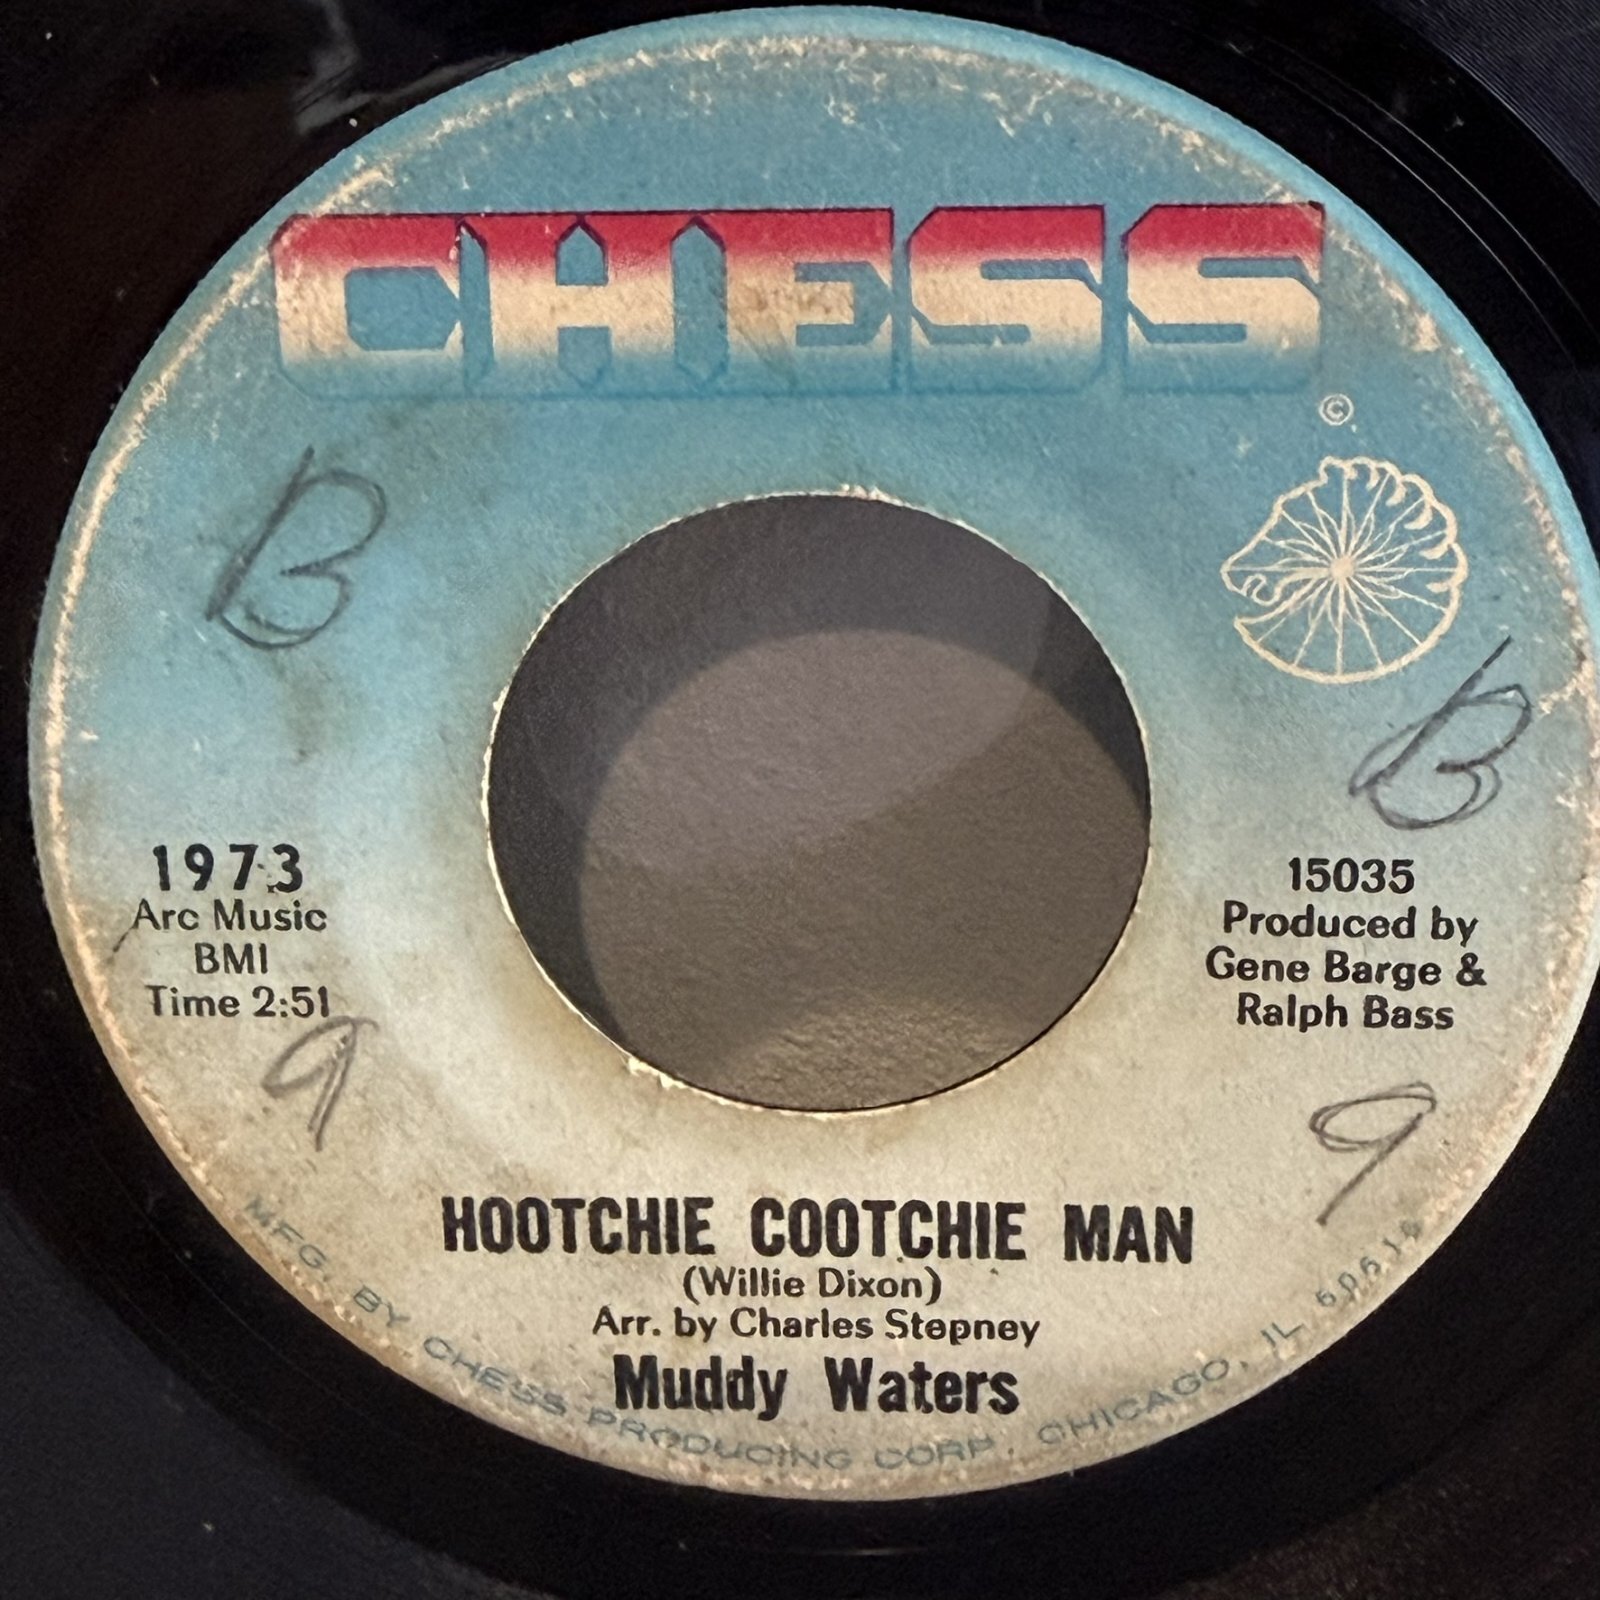 CHESS
©
B
B
1973
Arc Music
BMI
Time 2:51
15035
Produced by
Gene Barge &
Ralph Bass
9
9
HOOTCHIE COOTCHIE MAN
(Willie Dixon)
Arr. by Charles Stepney
Muddy Waters
MFG. BY CHESS PRODUCING CORP. CHICAGO, IL 60616